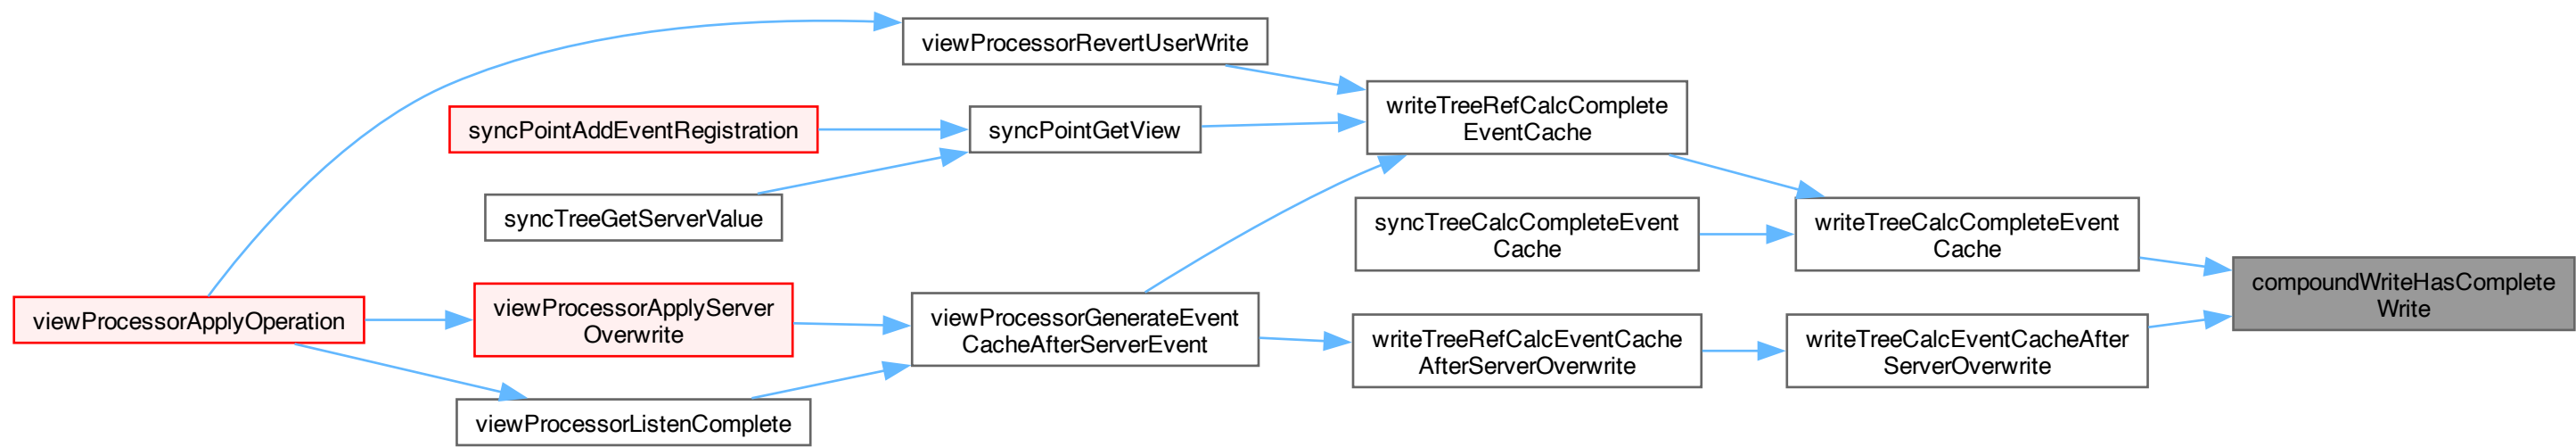 viewProcessorRevertUserWrite
writeTreeRefCalcComplete
EventCache
syncPointAddEventRegistration
syncPointGetView
syncTreeGetServerValue
syncTreeCalcCompleteEvent
Cache
writeTreeCalcCompleteEvent
Cache
compoundWriteHasComplete
Write
viewProcessorApplyOperation
viewProcessorApplyServer
Overwrite
viewProcessorGenerateEvent
CacheAfterServerEvent
writeTreeRefCalcEventCache
AfterServerOverwrite
writeTreeCalcEventCacheAfter
ServerOverwrite
viewProcessorListenComplete